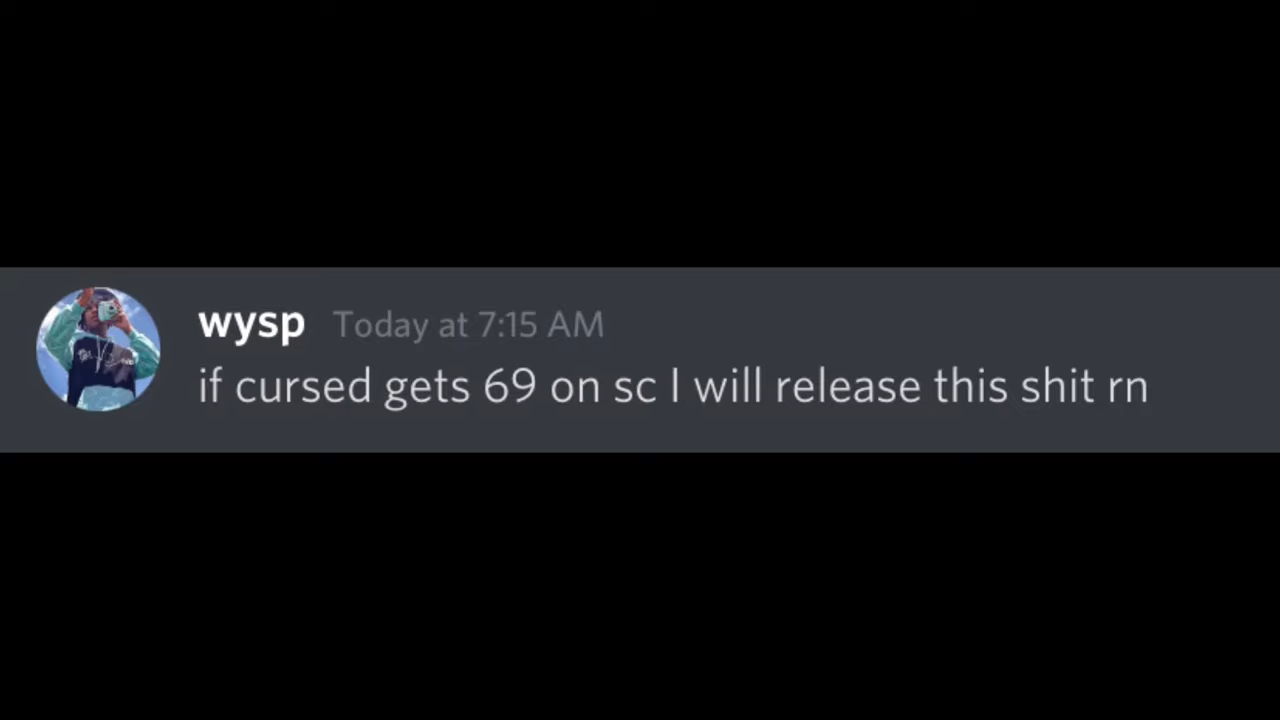 wysp Today at 7:15 AM
if cursed gets 69 on sc I will release this shit rn